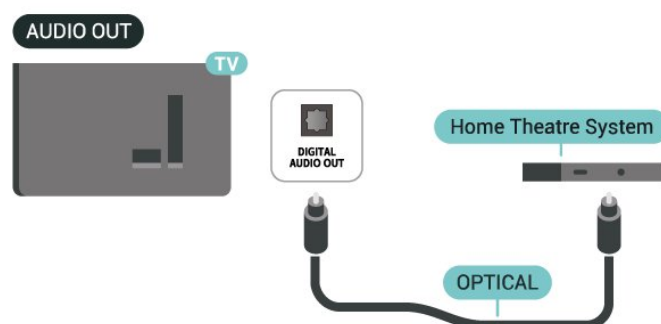 AUDIO OUT
TV
DIGITAL
AUDIO OUT
Home Theatre System
OPTICAL